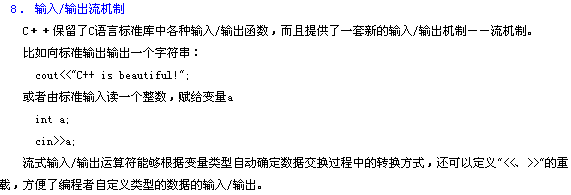 8. 输入/输出流机制
C++保留了C语言标准库中各种输入/输出函数,而且提供了一套新的输入/输出机制——流机制。
比如向标准输出输出一个字符串:
cout<<"C++ is beautiful!";
或者由标准输入读一个整数,赋给变量a
int a;
cin>>a;
流式输入/输出运算符能够根据变量类型自动确定数据交换过程中的转换方式,还可以定义"<<、>>"的重
载,方便了编程者自定义类型的数据的输入/输出。